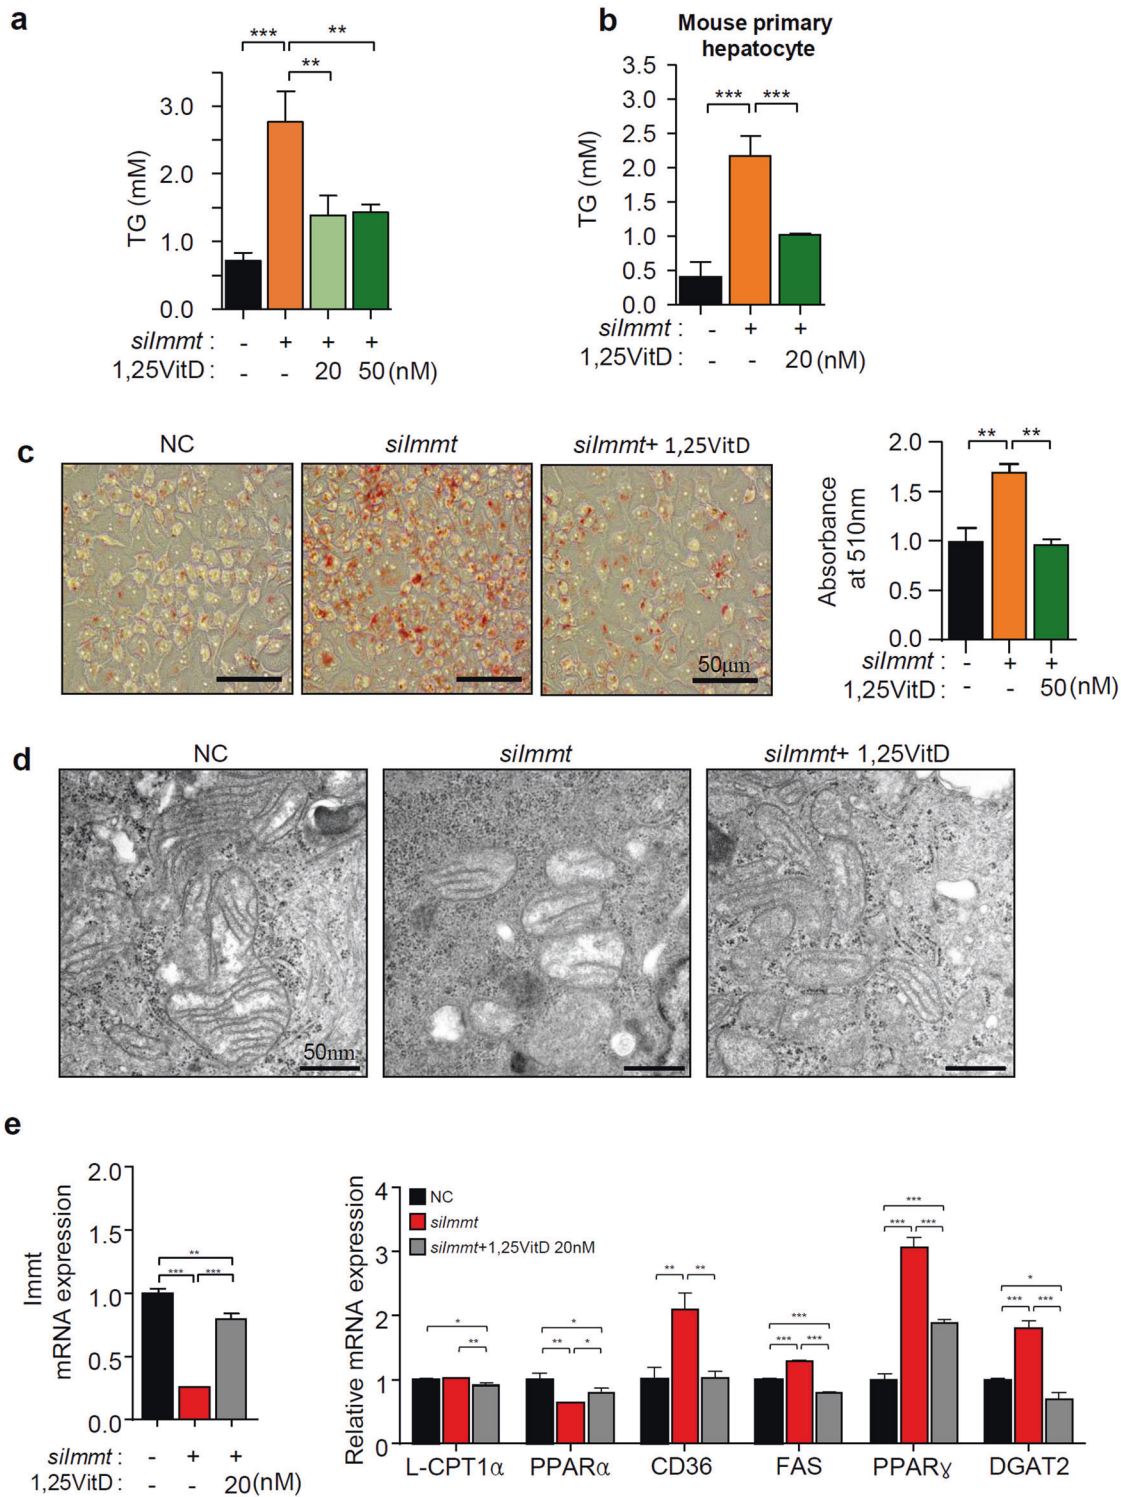 a
*** **
**
TG (mM)
3.0
2.0
1.0
0.0
siImmt : - + + +
1,25VitD : - - 20 50 (nM)
b
Mouse primary
hepatocyte
*** ***
TG (mM)
3.5
3.0
2.5
2.0
1.5
1.0
0.5
0.0
siImmt : - + +
1,25VitD : - - 20 (nM)
c
NC siImmt siImmt+ 1,25VitD
50μm
** **
Absorbance
at 510nm
2.0
1.5
1.0
0.5
0.0
siImmt : - + +
1,25VitD : - - 50 (nM)
d
NC siImmt siImmt+ 1,25VitD
50nm
e
Immt
mRNA expression
2.0
1.5
1.0
0.5
0.0
**
*** ***
siImmt : - + +
1,25VitD : - - 20 (nM)
Relative mRNA expression
4
3
2
1
0
NC
siImmt
siImmt+1,25VitD 20nM
*
**
*
** *
** **
***
*** ***
***
*** ***
*
*** ***
L-CPT1α PPARα CD36 FAS PPARɣ DGAT2